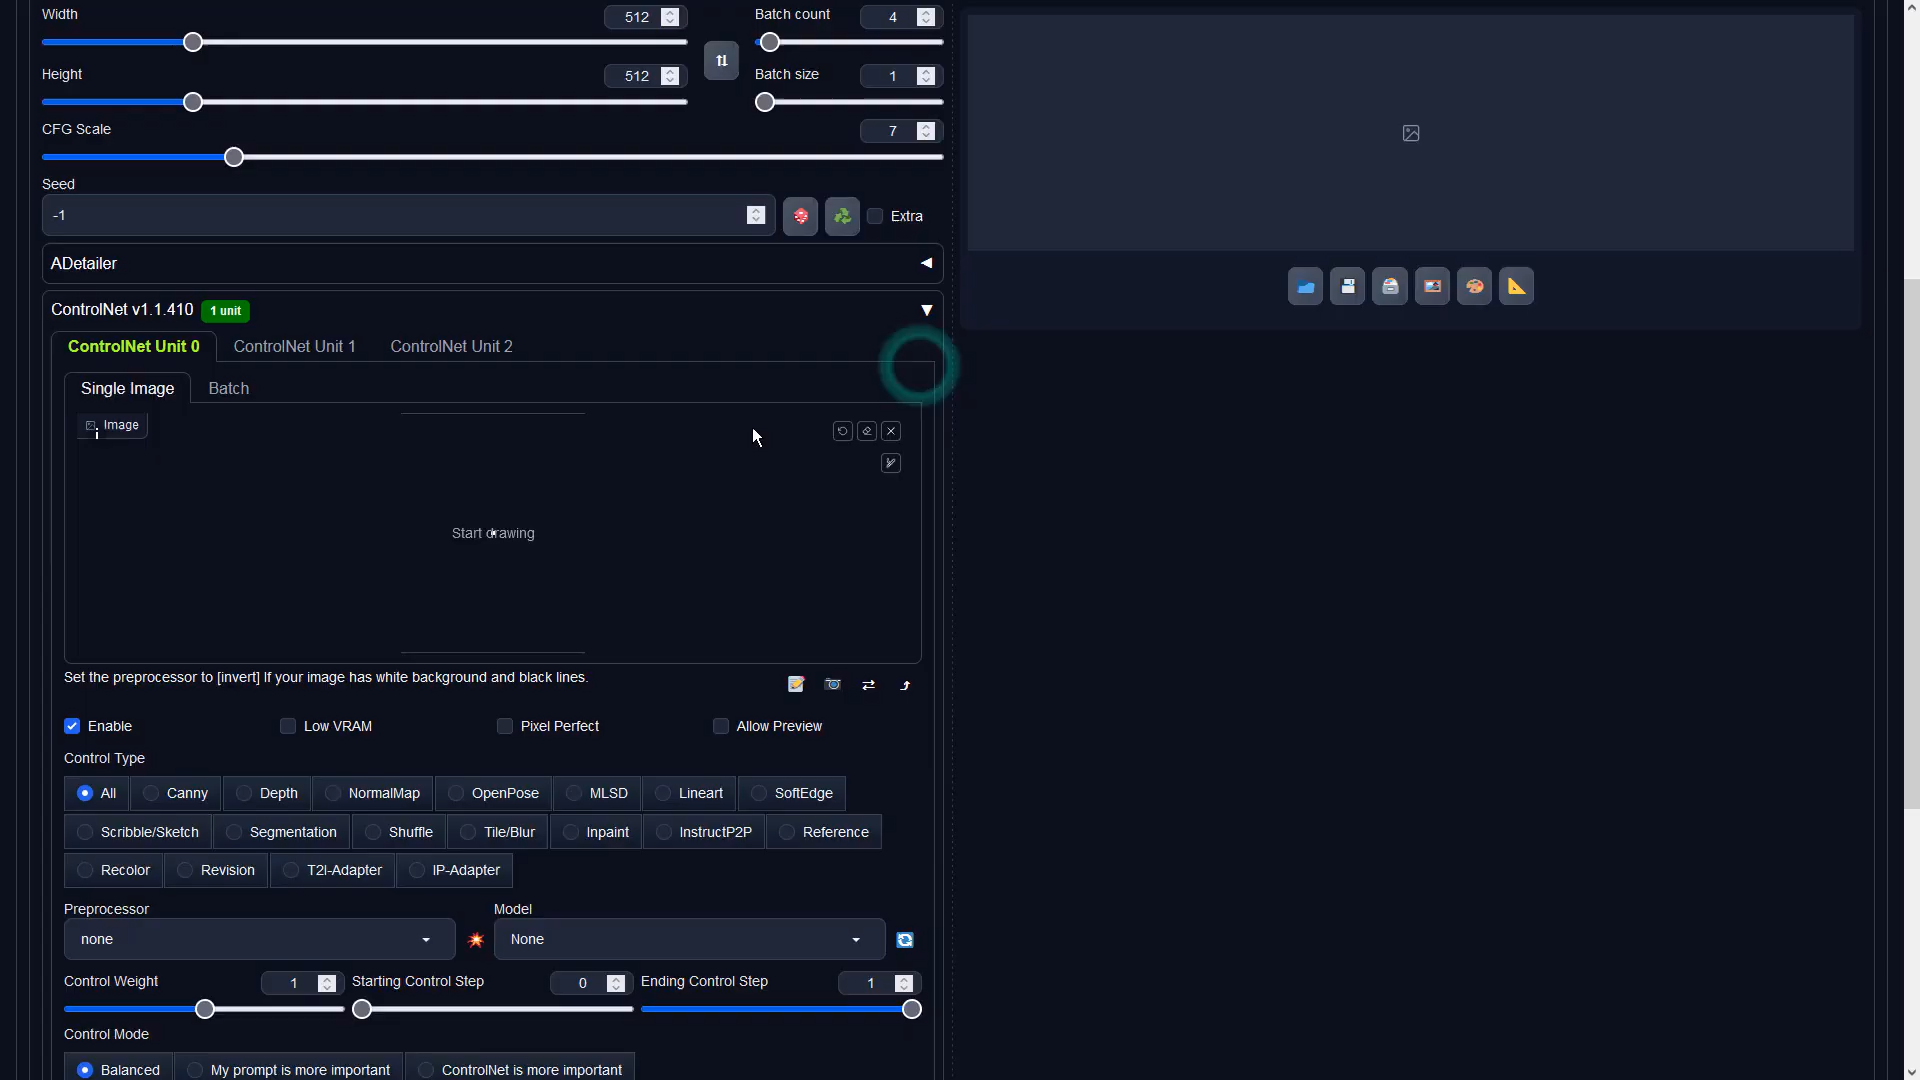 Width 512 Batch count 4
Height 512 Batch size 1
CFG Scale 7
Seed
-1 Extra
ADetailer
ControlNet v1.1.410 1 unit
ControlNet Unit 0 ControlNet Unit 1 ControlNet Unit 2
Single Image Batch
Image
Start drawing
Set the preprocessor to [invert] If your image has white background and black lines.
Enable Low VRAM Pixel Perfect Allow Preview
Control Type
All Canny Depth NormalMap OpenPose MLSD Lineart SoftEdge
Scribble/Sketch Segmentation Shuffle Tile/Blur Inpaint InstructP2P Reference
Recolor Revision T2I-Adapter IP-Adapter
Preprocessor Model
none None
Control Weight 1 Starting Control Step 0 Ending Control Step 1
Control Mode
Balanced My prompt is more important ControlNet is more important